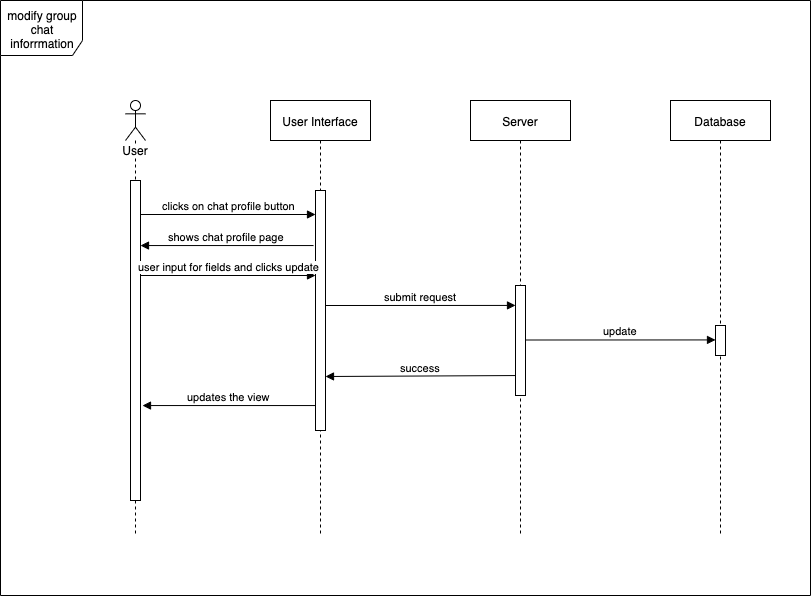 modify group
chat
inforrmation
User
User Interface
Server
Database
clicks on chat profile button
shows chat profile page
user input for fields and clicks update
submit request
update
success
updates the view